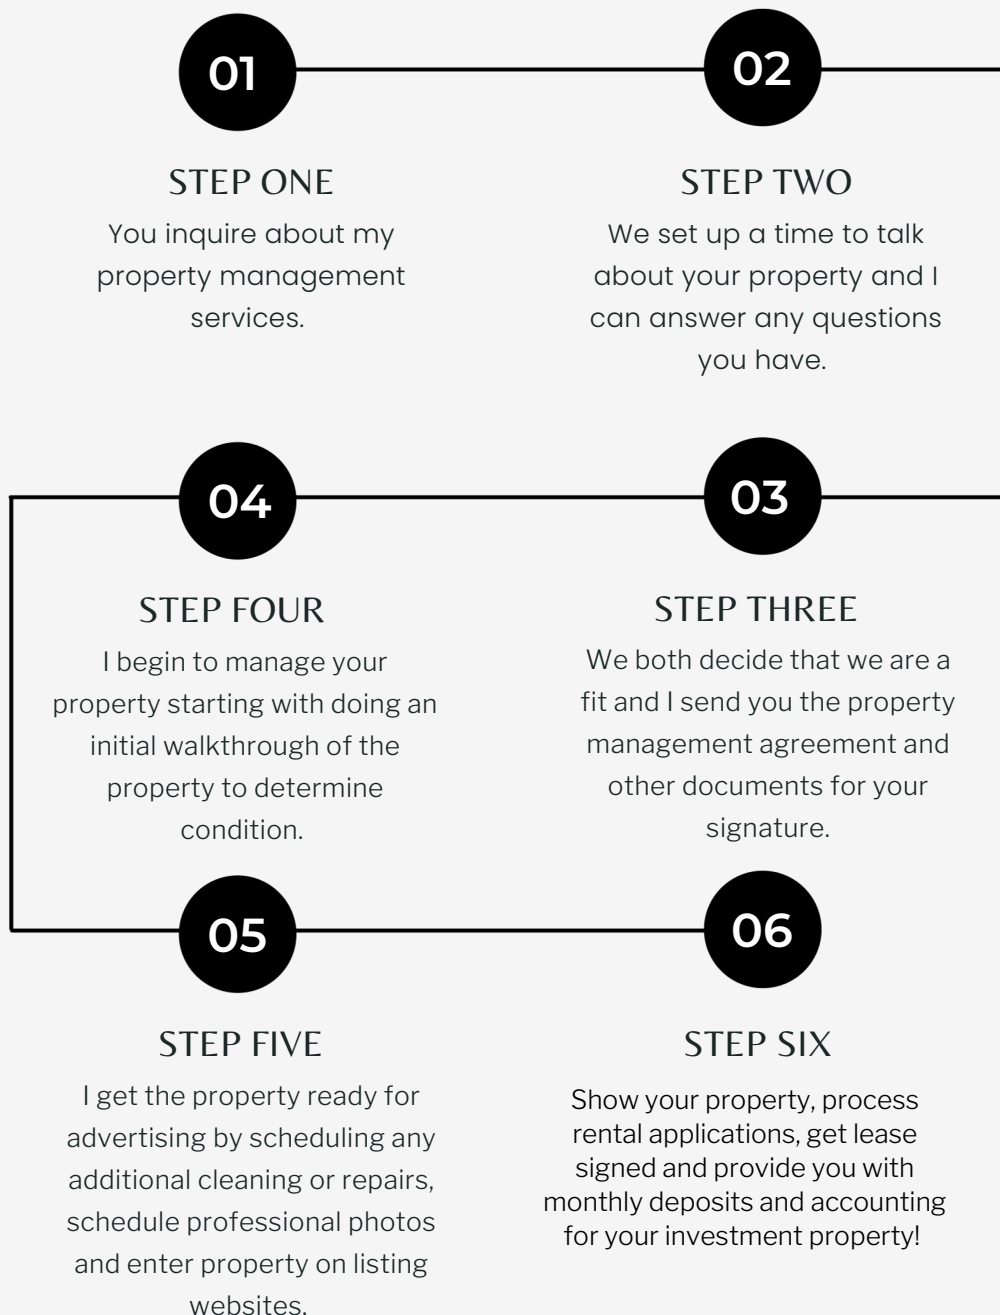 01
STEP ONE
You inquire about my
property management
services.
02
STEP TWO
We set up a time to talk
about your property and I
can answer any questions
you have.
03
STEP THREE
We both decide that we are a
fit and I send you the property
management agreement and
other documents for your
signature.
04
STEP FOUR
I begin to manage your
property starting with doing an
initial walkthrough of the
property to determine
condition.
05
STEP FIVE
I get the property ready for
advertising by scheduling any
additional cleaning or repairs,
schedule professional photos
and enter property on listing
websites.
06
STEP SIX
Show your property, process
rental applications, get lease
signed and provide you with
monthly deposits and accounting
for your investment property!